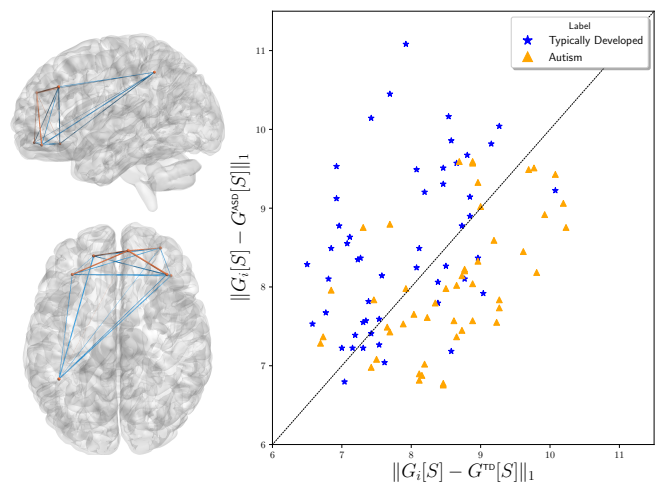 Label
Typically Developed
Autism
11
10
9
8
7
6
6
7
8
9
10
11
‖G_i[S] − G^ASD[S]‖_1
‖G_i[S] − G^TD[S]‖_1